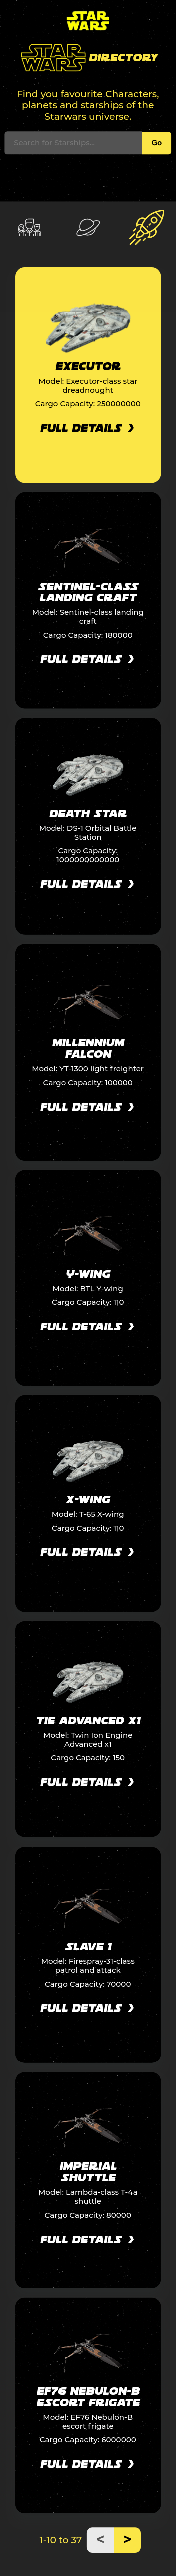 STAR
WARS
STAR
WARS DIRECTORY
Find you favourite Characters,
planets and starships of the
Starwars universe.
Search for Starships... Go
EXECUTOR
Model: Executor-class star
dreadnought
Cargo Capacity: 250000000
FULL DETAILS ❯
SENTINEL-CLASS
LANDING CRAFT
Model: Sentinel-class landing
craft
Cargo Capacity: 180000
FULL DETAILS ❯
DEATH STAR
Model: DS-1 Orbital Battle
Station
Cargo Capacity:
1000000000000
FULL DETAILS ❯
MILLENNIUM
FALCON
Model: YT-1300 light freighter
Cargo Capacity: 100000
FULL DETAILS ❯
Y-WING
Model: BTL Y-wing
Cargo Capacity: 110
FULL DETAILS ❯
X-WING
Model: T-65 X-wing
Cargo Capacity: 110
FULL DETAILS ❯
TIE ADVANCED X1
Model: Twin Ion Engine
Advanced x1
Cargo Capacity: 150
FULL DETAILS ❯
SLAVE 1
Model: Firespray-31-class
patrol and attack
Cargo Capacity: 70000
FULL DETAILS ❯
IMPERIAL
SHUTTLE
Model: Lambda-class T-4a
shuttle
Cargo Capacity: 80000
FULL DETAILS ❯
EF76 NEBULON-B
ESCORT FRIGATE
Model: EF76 Nebulon-B
escort frigate
Cargo Capacity: 6000000
FULL DETAILS ❯
1-10 to 37 < >